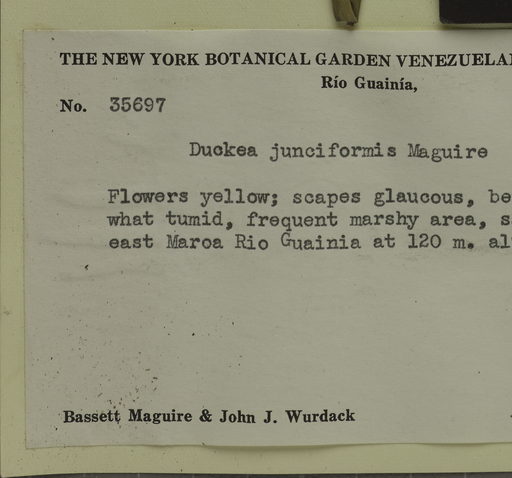 THE NEW YORK BOTANICAL GARDEN VENEZUELA
Río Guainía,
No. 35697
Duckea junciformis Maguire
Flowers yellow; scapes glaucous, be
what tumid, frequent marshy area, s
east Maroa Rio Guainia at 120 m. al
Bassett Maguire & John J. Wurdack